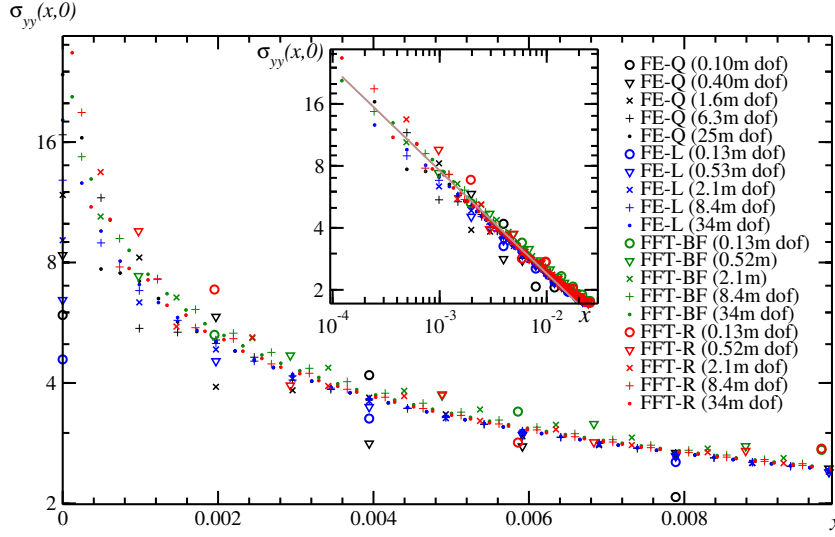 σyy(x,0)
16
8
4
2
0
0.002
0.004
0.006
0.008
x
σyy(x,0)
16
8
4
2
10-4
10-3
10-2
x
FE-Q (0.10m dof)
FE-Q (0.40m dof)
FE-Q (1.6m dof)
FE-Q (6.3m dof)
FE-Q (25m dof)
FE-L (0.13m dof)
FE-L (0.53m dof)
FE-L (2.1m dof)
FE-L (8.4m dof)
FE-L (34m dof)
FFT-BF (0.13m dof)
FFT-BF (0.52m)
FFT-BF (2.1m)
FFT-BF (8.4m dof)
FFT-BF (34m dof)
FFT-R (0.13m dof)
FFT-R (0.52m dof)
FFT-R (2.1m dof)
FFT-R (8.4m dof)
FFT-R (34m dof)